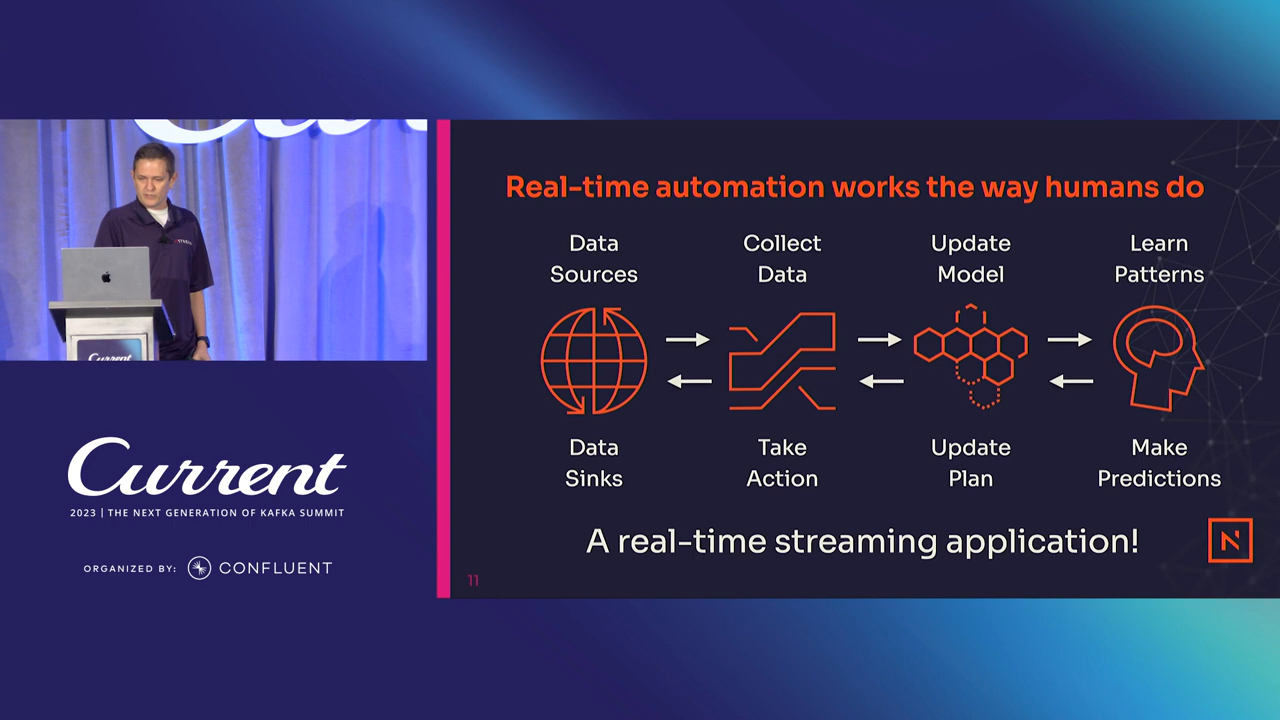 Real-time automation works the way humans do
Data
Sources
Collect
Data
Update
Model
Learn
Patterns
Data
Sinks
Take
Action
Update
Plan
Make
Predictions
A real-time streaming application!
N
11
Current
Current
2023 | THE NEXT GENERATION OF KAFKA SUMMIT
ORGANIZED BY: CONFLUENT